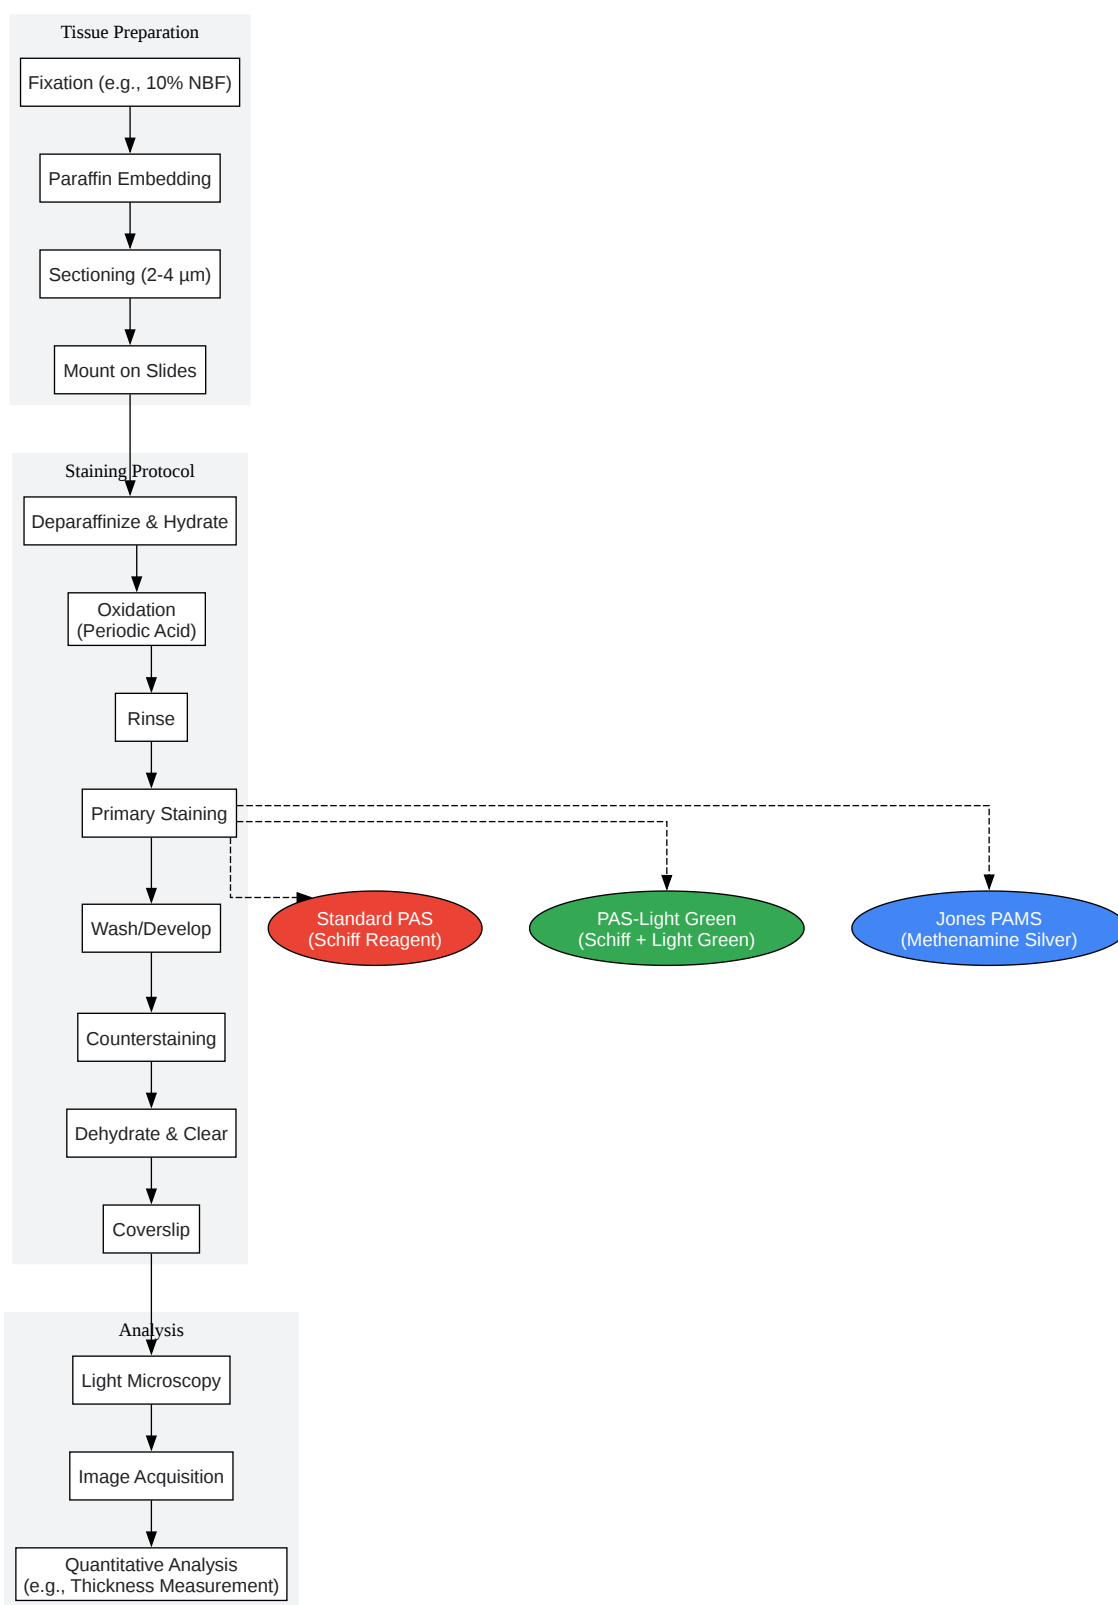 Tissue Preparation
Fixation (e.g., 10% NBF)
Paraffin Embedding
Sectioning (2-4 µm)
Mount on Slides
Staining Protocol
Deparaffinize & Hydrate
Oxidation
(Periodic Acid)
Rinse
Primary Staining
Wash/Develop
Standard PAS
(Schiff Reagent)
PAS-Light Green
(Schiff + Light Green)
Jones PAMS
(Methenamine Silver)
Counterstaining
Dehydrate & Clear
Coverslip
Analysis
Light Microscopy
Image Acquisition
Quantitative Analysis
(e.g., Thickness Measurement)